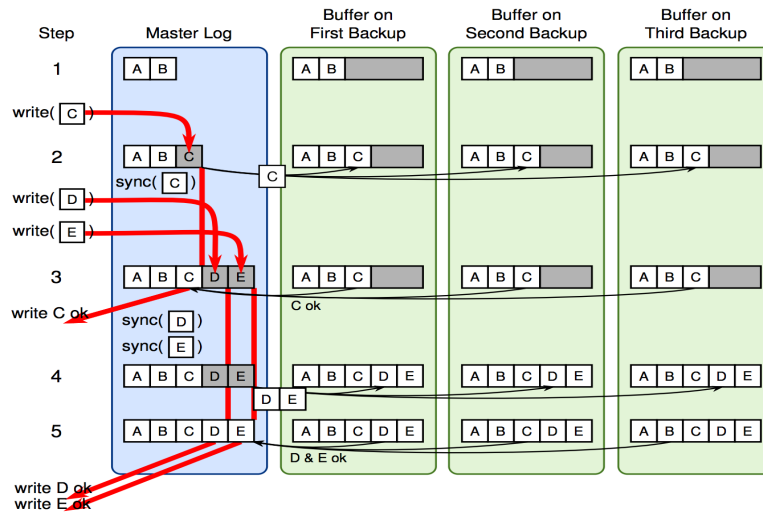 Step Master Log Buffer on First Backup Buffer on Second Backup Buffer on Third Backup
1 A B A B A B A B
write( C )
2 A B C A B C A B C A B C
sync( C ) C
write( D )
write( E )
3 A B C D E A B C A B C A B C
C ok
write C ok
sync( D )
sync( E )
4 A B C D E A B C D E A B C D E A B C D E
D E
5 A B C D E A B C D E A B C D E A B C D E
D & E ok
write D ok
write E ok